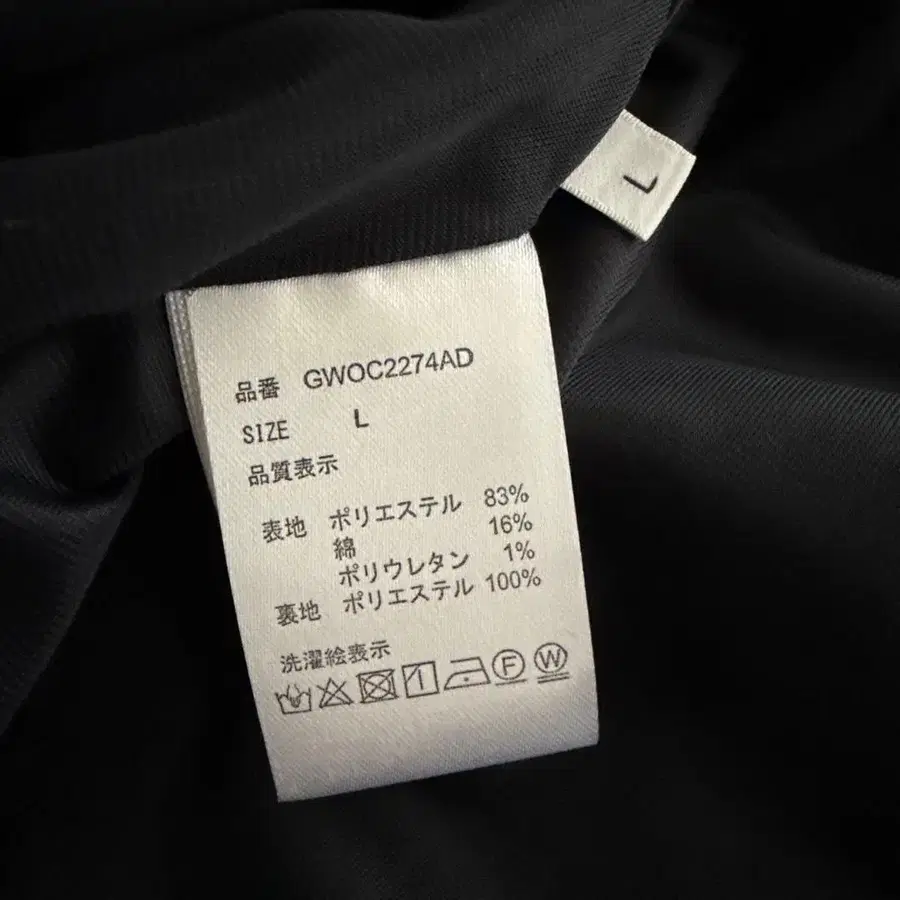 L
品番 GWOC2274AD
SIZE L
品質表示
表地 ポリエステル 83%
綿 16%
ポリウレタン 1%
裏地 ポリエステル 100%
洗濯絵表示
F W